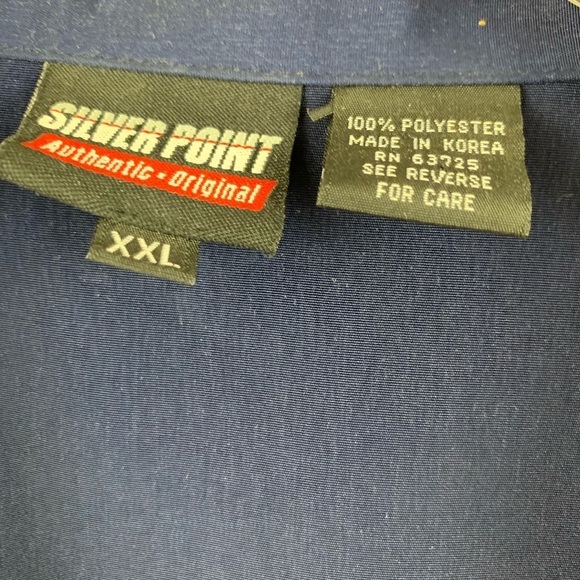 SILVER POINT
Authentic • Original
XXL
100% POLYESTER
MADE IN KOREA
RN 63725
SEE REVERSE
FOR CARE